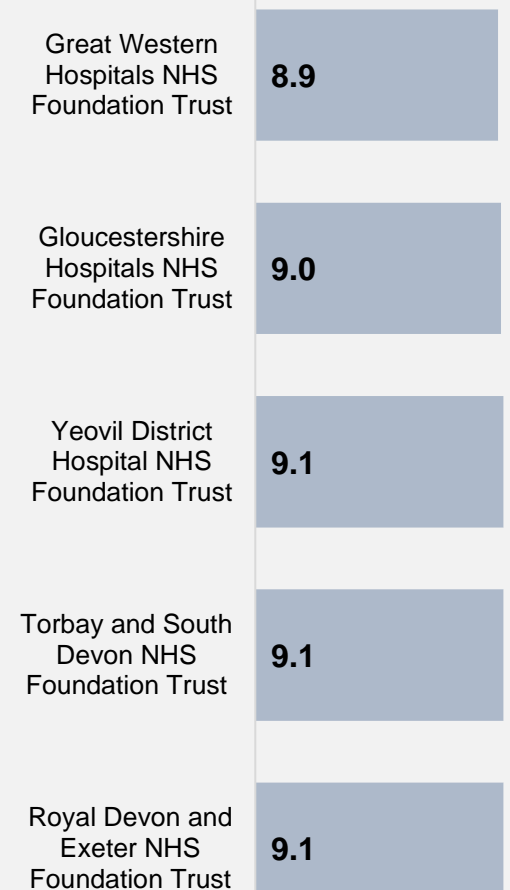 Great Western
Hospitals NHS
Foundation Trust
8.9
Gloucestershire
Hospitals NHS
Foundation Trust
9.0
Yeovil District
Hospital NHS
Foundation Trust
9.1
Torbay and South
Devon NHS
Foundation Trust
9.1
Royal Devon and
Exeter NHS
Foundation Trust
9.1